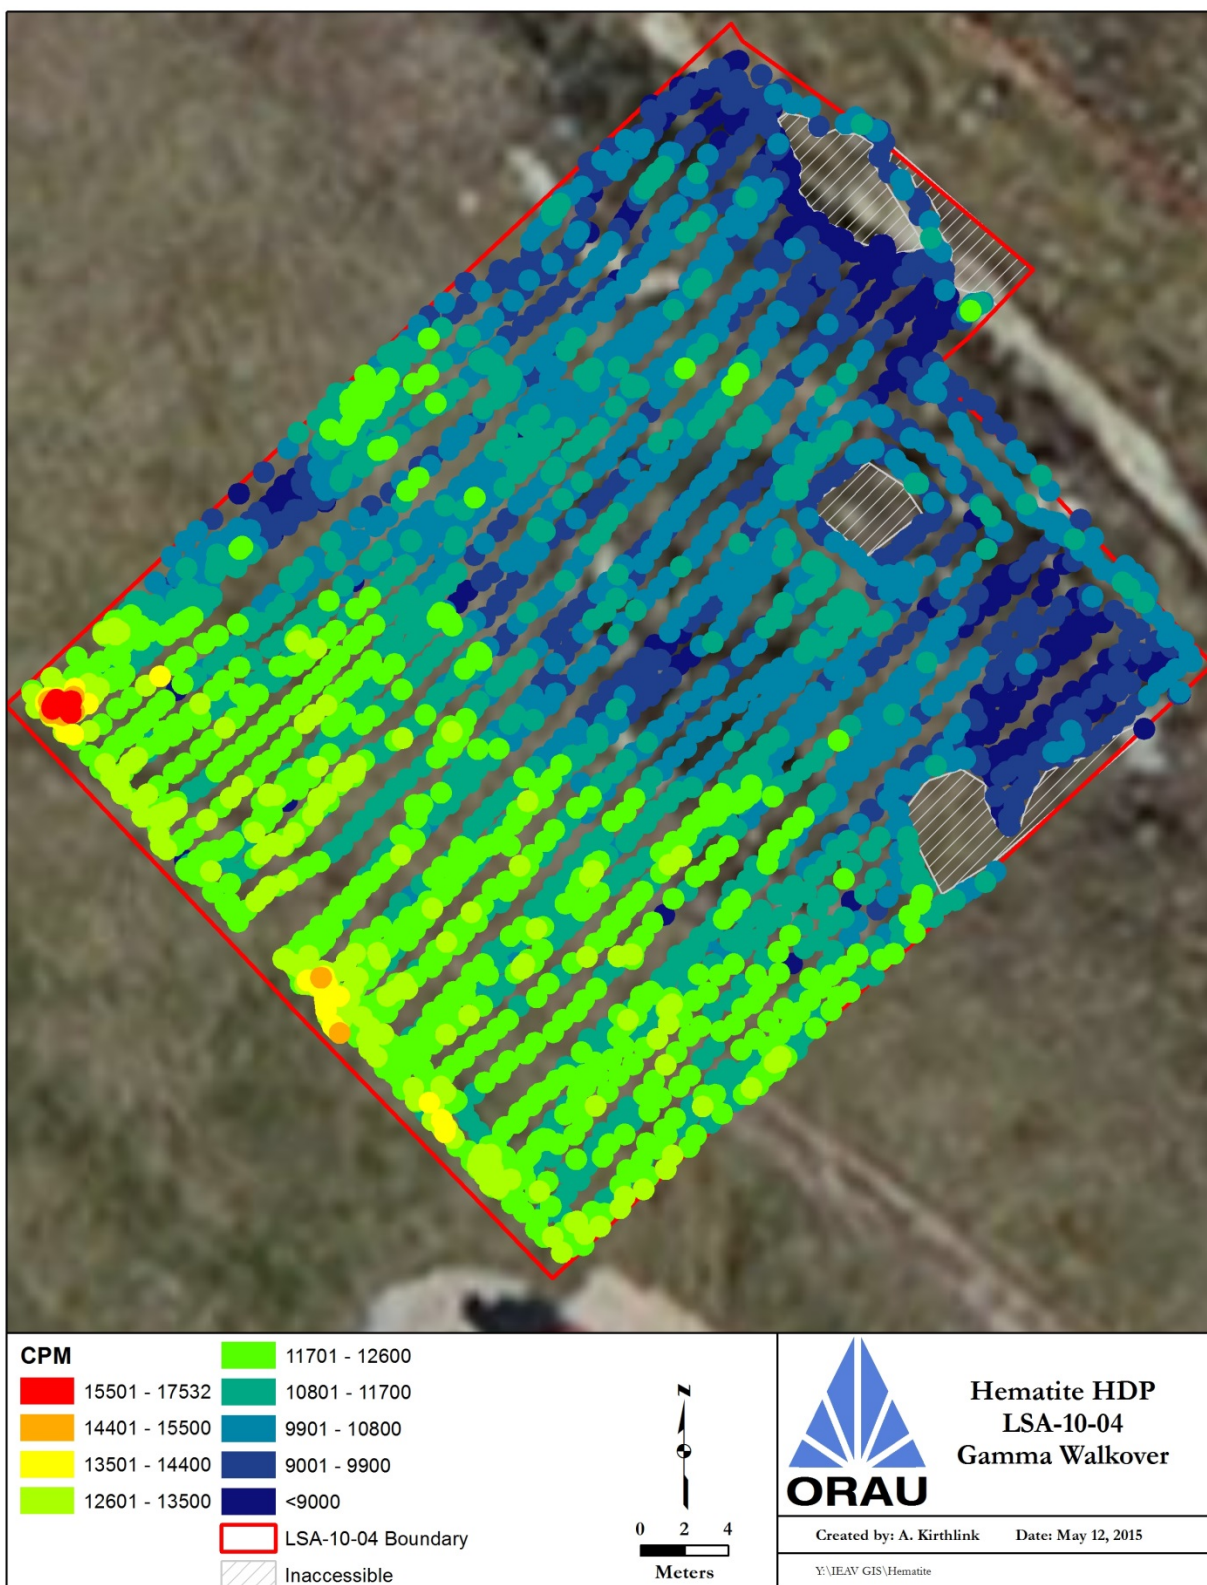 CPM
15501 - 17532
14401 - 15500
13501 - 14400
12601 - 13500
11701 - 12600
10801 - 11700
9901 - 10800
9001 - 9900
<9000
LSA-10-04 Boundary
Inaccessible
N
0 2 4
Meters
ORAU
Hematite HDP
LSA-10-04
Gamma Walkover
Created by: A. Kirthlink Date: May 12, 2015
Y:\IEAV GIS\Hematite